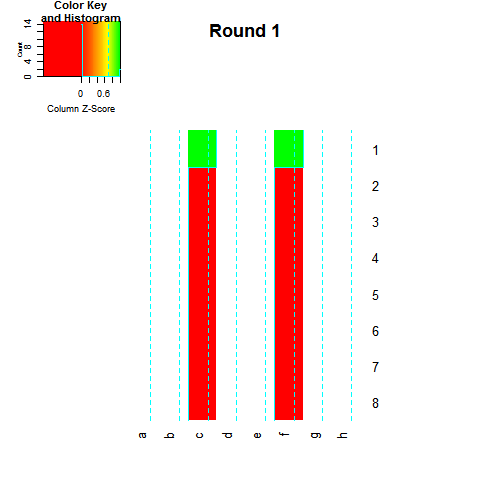 Color Key
and Histogram
Round 1
Count
0 4 8 14
0 0.6
Column Z-Score
1
2
3
4
5
6
7
8
a b c d e f g h